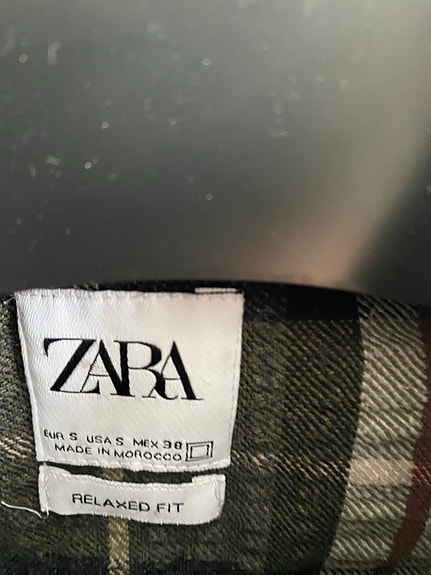 ZARA
EUR S USA S MEX 38
MADE IN MOROCCO
RELAXED FIT